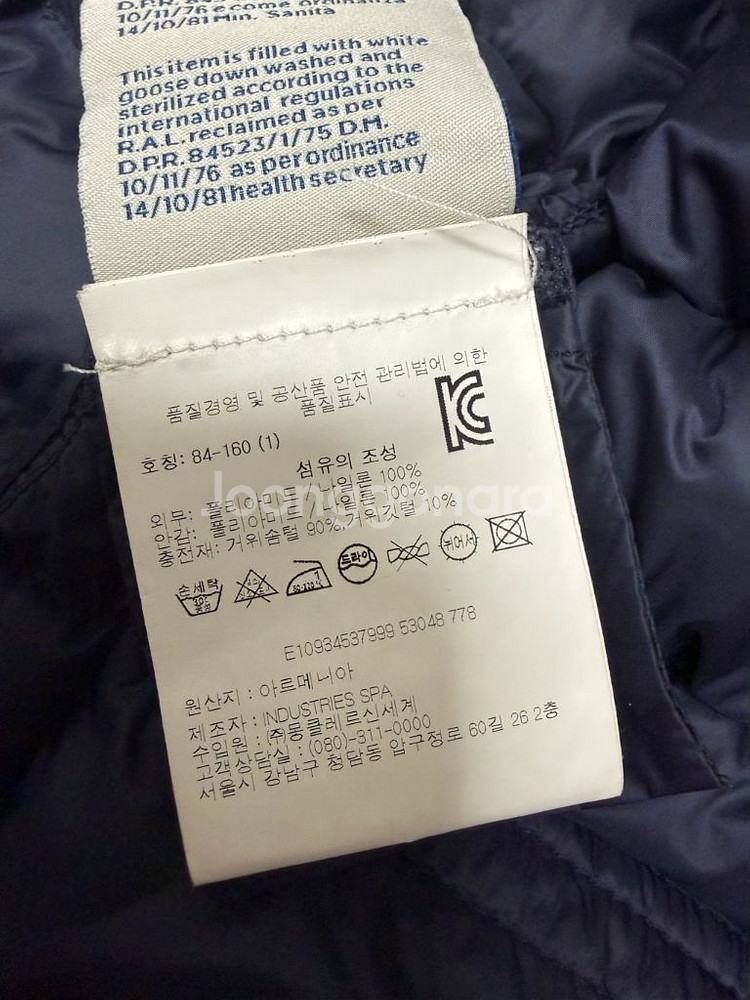 10/11/76 e come ordinanza
14/10/81 Min. Sanita
This item is filled with white
goose down washed and
sterilized according to the
international regulations
R.A.L. reclaimed as per
D.P.R. 84523/1/75 D.M.
10/11/76 as per ordinance
14/10/81 health secretary
품질경영 및 공산품 안전 관리법에 의한
품질표시
호칭: 84-160 (1)
섬유의 조성
외무: 폴리아미드/나일론 100%
안감: 폴리아미드/나일론 100%
충전재: 거위솜털 90%,거위깃털 10%
Joonggonara
손세탁
30℃
80-120℃
드라이
뒤어서
E10934537999 53048 778
원산지 : 아르메니아
제조자 : INDUSTRIES SPA
수입원 : ㈜몽클레르신세계
고객상담실 : (080)-311-0000
서울시 강남구 청담동 압구정로 60길 26 2층